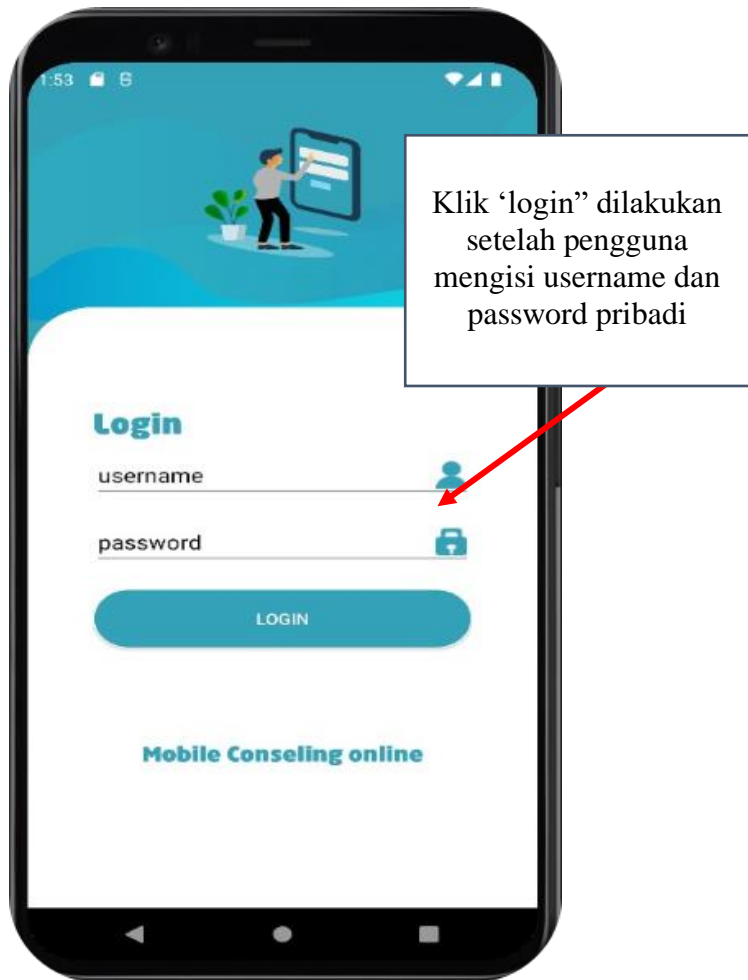 1:53
Klik ‘login” dilakukan
setelah pengguna
mengisi username dan
password pribadi
Login
username
password
LOGIN
Mobile Conseling online